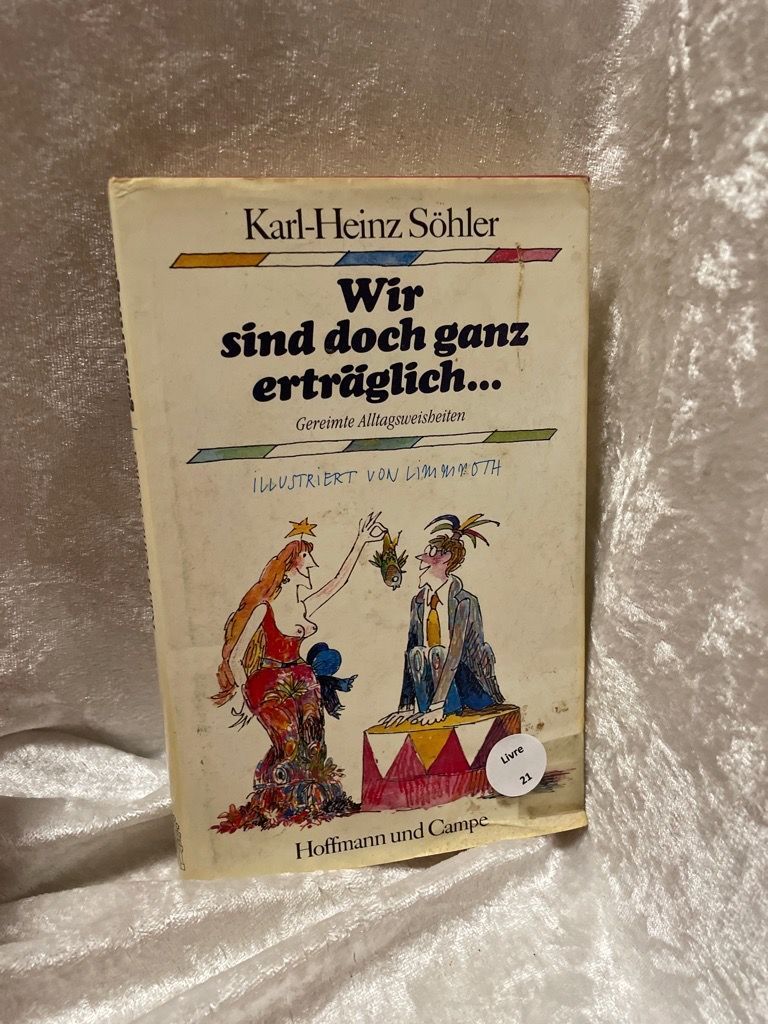 Karl-Heinz Söhler
Wir
sind doch ganz
erträglich...
Gereimte Alltagsweisheiten
ILLUSTRIERT VON LIMMROTH
Livre
21
Hoffmann und Campe